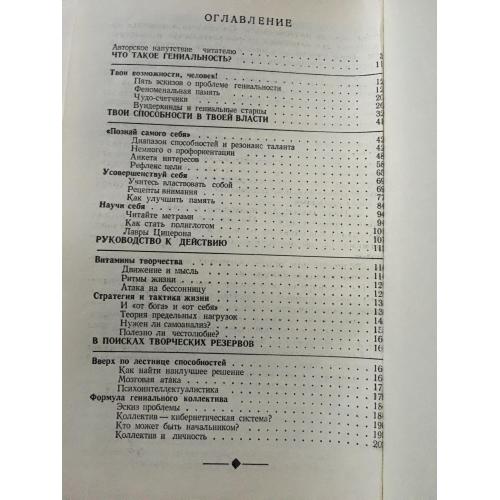 ОГЛАВЛЕНИЕ
Авторское напутствие читателю
ЧТО ТАКОЕ ГЕНИАЛЬНОСТЬ?
Твои возможности, человек!
Пять эскизов о проблеме гениальности
Феноменальная память
Чудо-счетчики
Вундеркинды и гениальные старцы
ТВОИ СПОСОБНОСТИ В ТВОЕЙ ВЛАСТИ
«Познай самого себя»
Диапазон способностей и резонанс таланта
Немного о профориентации
Анкета интересов
Рефлекс цели
Усовершенствуй себя
Учитесь властвовать собой
Рецепты внимания
Как улучшить память
Научи себя
Читайте метрами
Как стать полиглотом
Лавры Цицерона
РУКОВОДСТВО К ДЕЙСТВИЮ
Витамины творчества
Движение и мысль
Ритмы жизни
Атака на бессонницу
Стратегия и тактика жизни
И «от бога» и «от себя»
Теория предельных нагрузок
Нужен ли самоанализ?
Полезно ли честолюбие?
В ПОИСКАХ ТВОРЧЕСКИХ РЕЗЕРВОВ
Вверх по лестнице способностей
Как найти наилучшее решение
Мозговая атака
Психоинтеллектуалистика
Формула гениального коллектива
Эскиз проблемы
Коллектив — кибернетическая система?
Кто может быть начальником?
Коллектив и личность